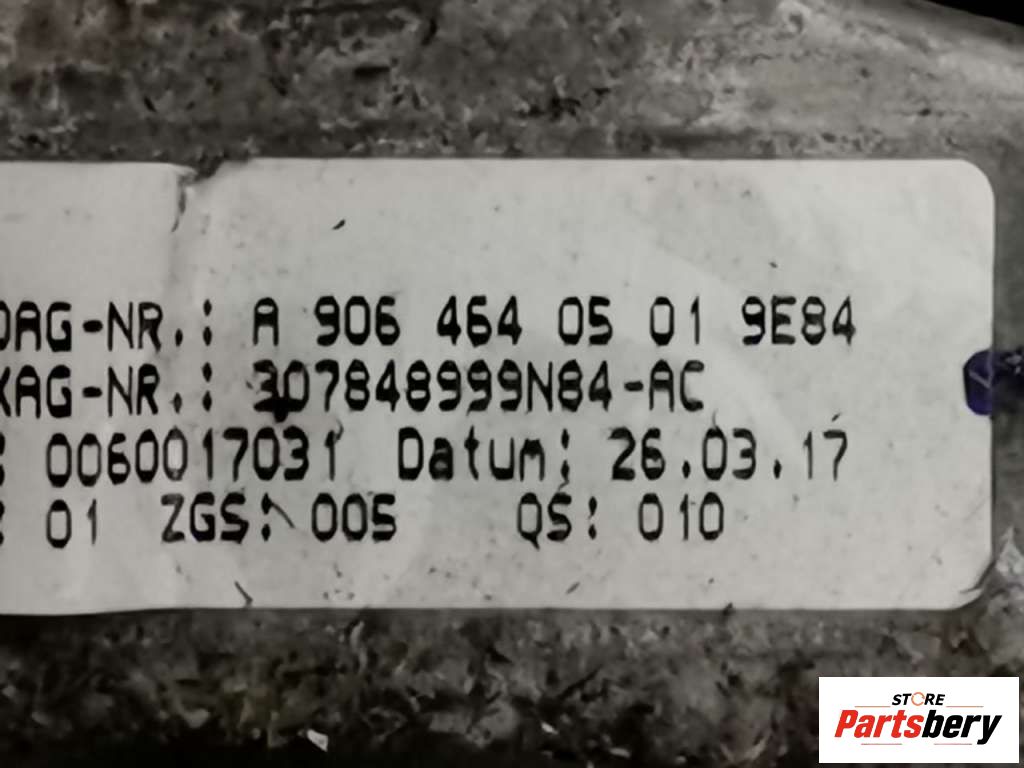 DAG-NR.: A 906 464 05 01 9E84
KAG-NR.: 307848999N84-AC
: 0060017031 Datum: 26.03.17
: 01 ZGS: 005 QS: 010
STORE
Partsbery